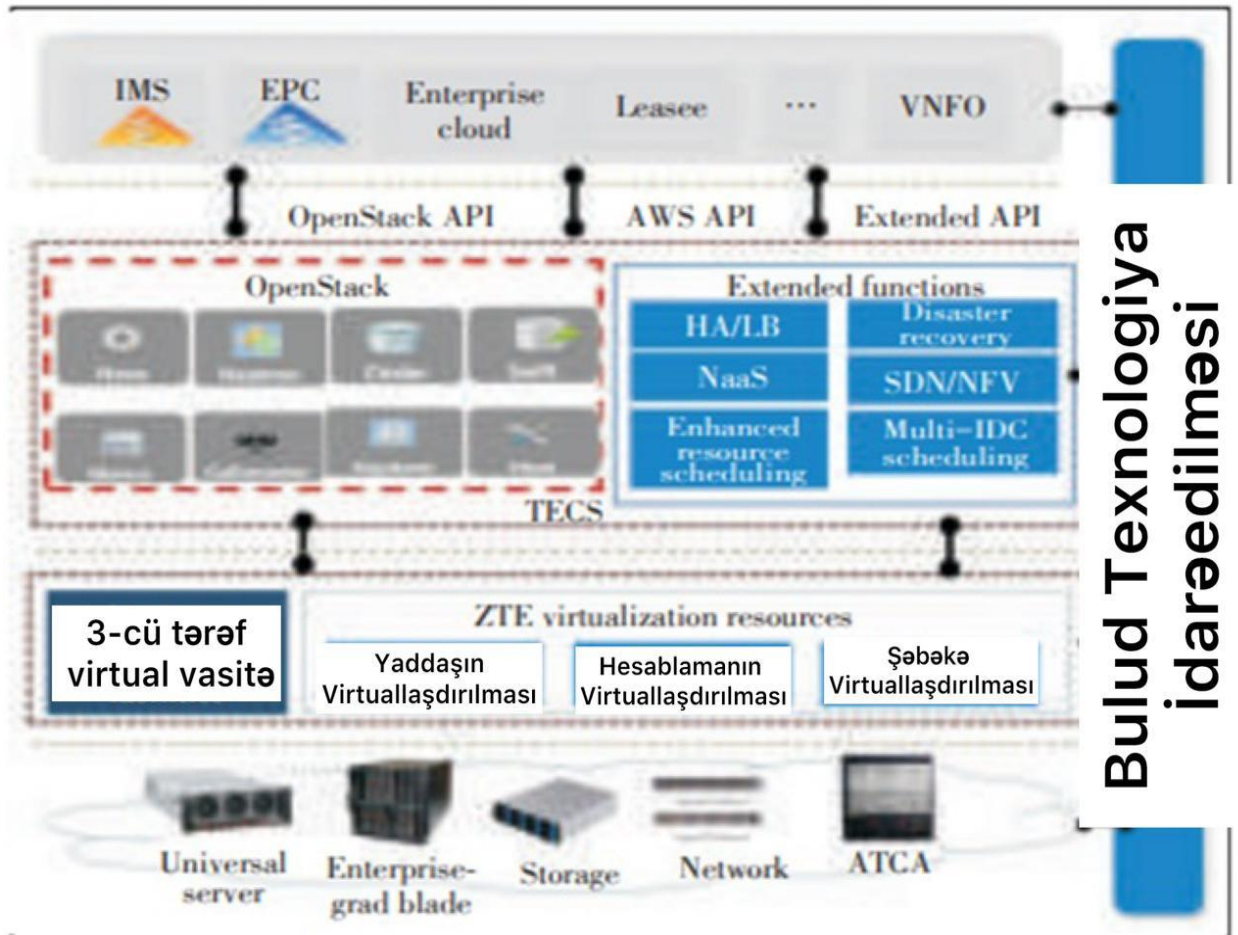 IMS
EPC
Enterprise
cloud
Leasee
...
VNFO
OpenStack API
AWS API
Extended API
OpenStack
Extended functions
HA/LB
Disaster
recovery
NaaS
SDN/NFV
Enhanced
resource
scheduling
Multi-IDC
scheduling
TECS
Bulud Texnologiya
İdarəedilməsi
3-cü tərəf
virtual vasitə
ZTE virtualization resources
Yaddaşın
Virtuallaşdırılması
Hesablamanın
Virtuallaşdırılması
Şəbəkə
Virtuallaşdırılması
Universal
server
Enterprise-
grad blade
Storage
Network
ATCA